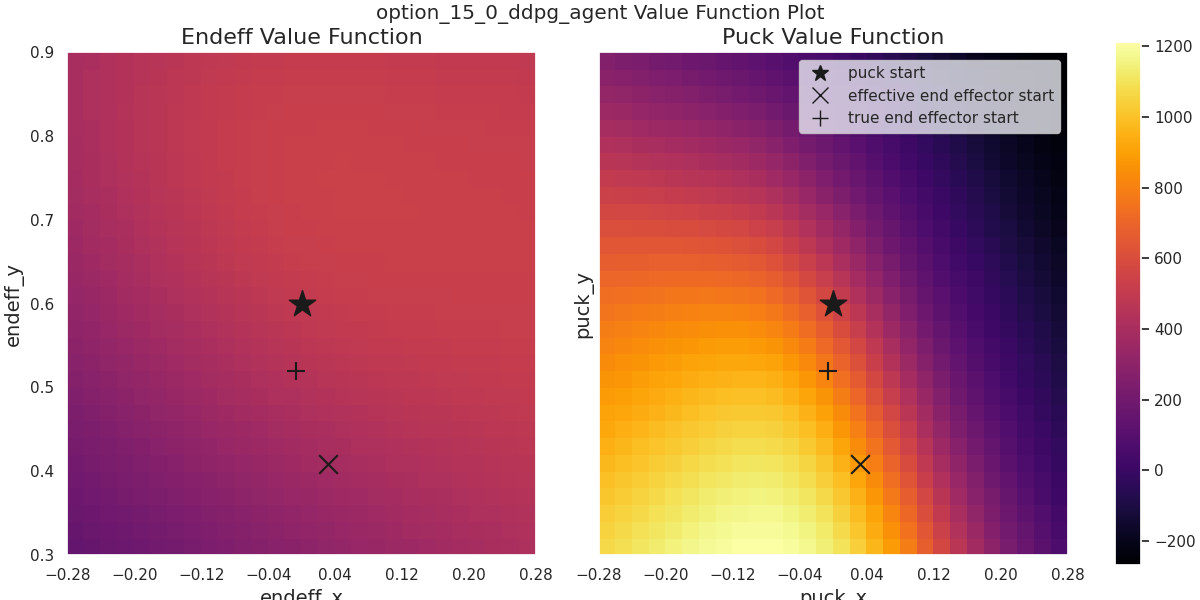 option_15_0_ddpg_agent Value Function Plot
Endeff Value Function
Puck Value Function
puck start
effective end effector start
true end effector start
endeff_y
0.9
0.8
0.7
0.6
0.5
0.4
0.3
−0.28 −0.20 −0.12 −0.04 0.04 0.12 0.20 0.28
endeff_x
puck_y
−0.28 −0.20 −0.12 −0.04 0.04 0.12 0.20 0.28
puck_x
1200
1000
800
600
400
200
0
−200